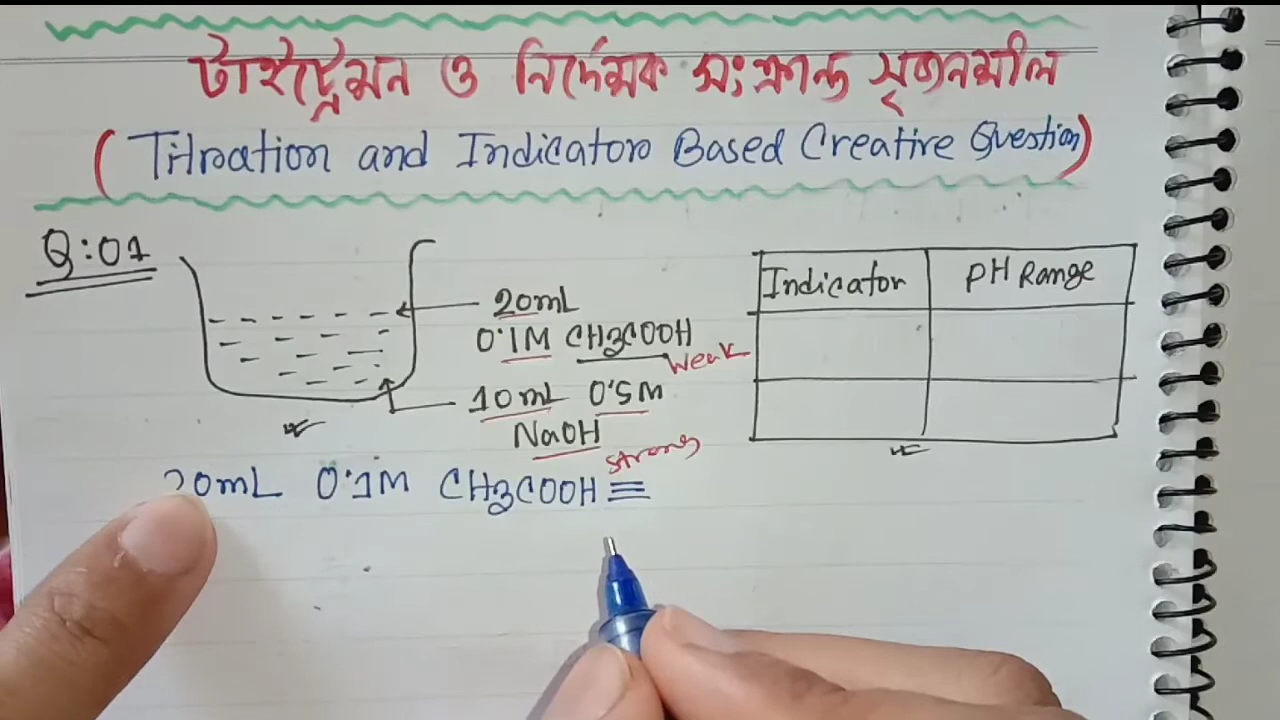 টাইট্রেশন ও নির্দেশক সংক্রান্ত সৃজনশীল
(Titration and Indicator Based Creative Question)
Q:01
20mL
0.1M CH3COOH
Weak
10mL 0.5M
NaOH
strong
Indicator PH Range
20mL 0.1M CH3COOH ≡